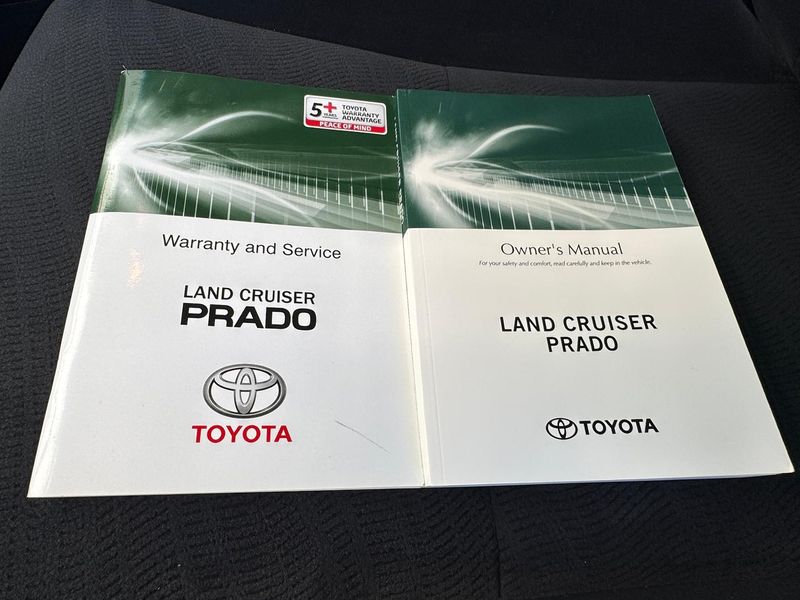 5+
YEARS
TOYOTA
WARRANTY
ADVANTAGE
PEACE OF MIND
Warranty and Service
LAND CRUISER
PRADO
TOYOTA
Owner's Manual
For your safety and comfort, read carefully and keep in the vehicle.
LAND CRUISER
PRADO
TOYOTA